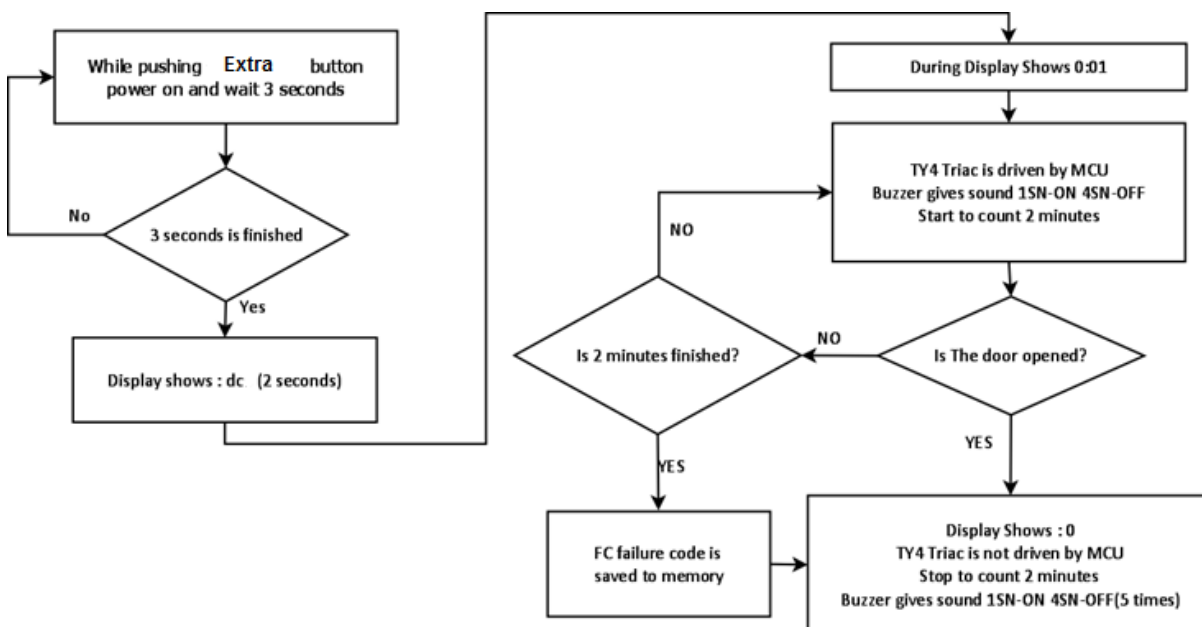 While pushing Extra button
power on and wait 3 seconds
No
3 seconds is finished
Yes
Display shows : dc (2 seconds)
During Display Shows 0:01
TY4 Triac is driven by MCU
Buzzer gives sound 1SN-ON 4SN-OFF
Start to count 2 minutes
NO
Is 2 minutes finished?
NO
Is The door opened?
YES
YES
FC failure code is
saved to memory
Display Shows : 0
TY4 Triac is not driven by MCU
Stop to count 2 minutes
Buzzer gives sound 1SN-ON 4SN-OFF(5 times)